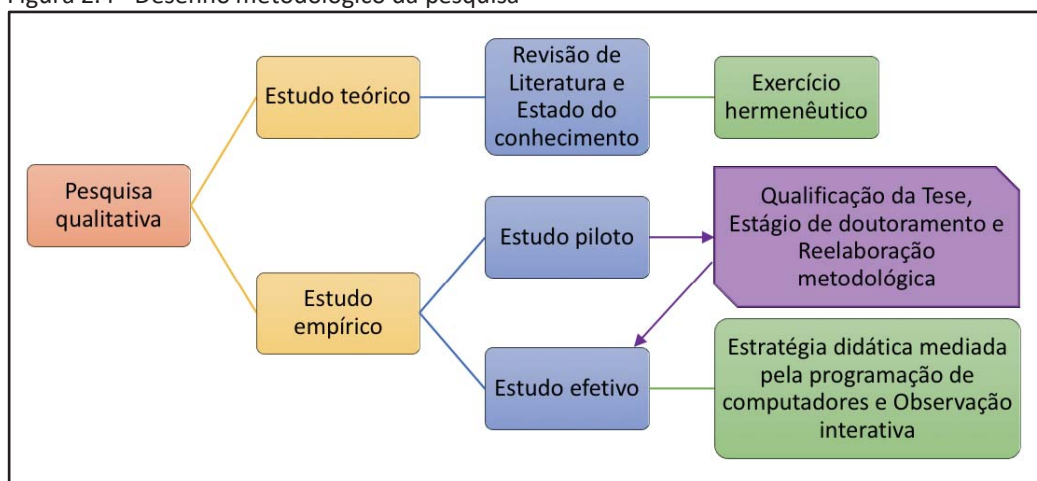 Figura 2.4 - Desenho metodológico da pesquisa
Pesquisa
qualitativa
Estudo teórico
Revisão de
Literatura e
Estado do
conhecimento
Exercício
hermenêutico
Estudo
empírico
Estudo piloto
Qualificação da Tese,
Estágio de doutoramento e
Reelaboração
metodológica
Estudo efetivo
Estratégia didática mediada
pela programação de
computadores e Observação
interativa